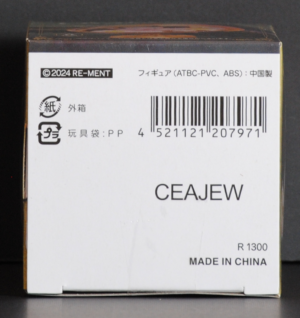 ©2024 RE-MENT
フィギュア(ATBC-PVC、ABS):中国製
紙 外箱
プラ 玩具袋:PP
4 521121 207971
CEAJEW
R 1300
MADE IN CHINA